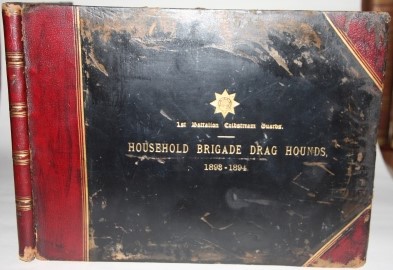 1st Battalion Coldstream Guards.
HOUSEHOLD BRIGADE DRAG HOUNDS.
1893-1894.